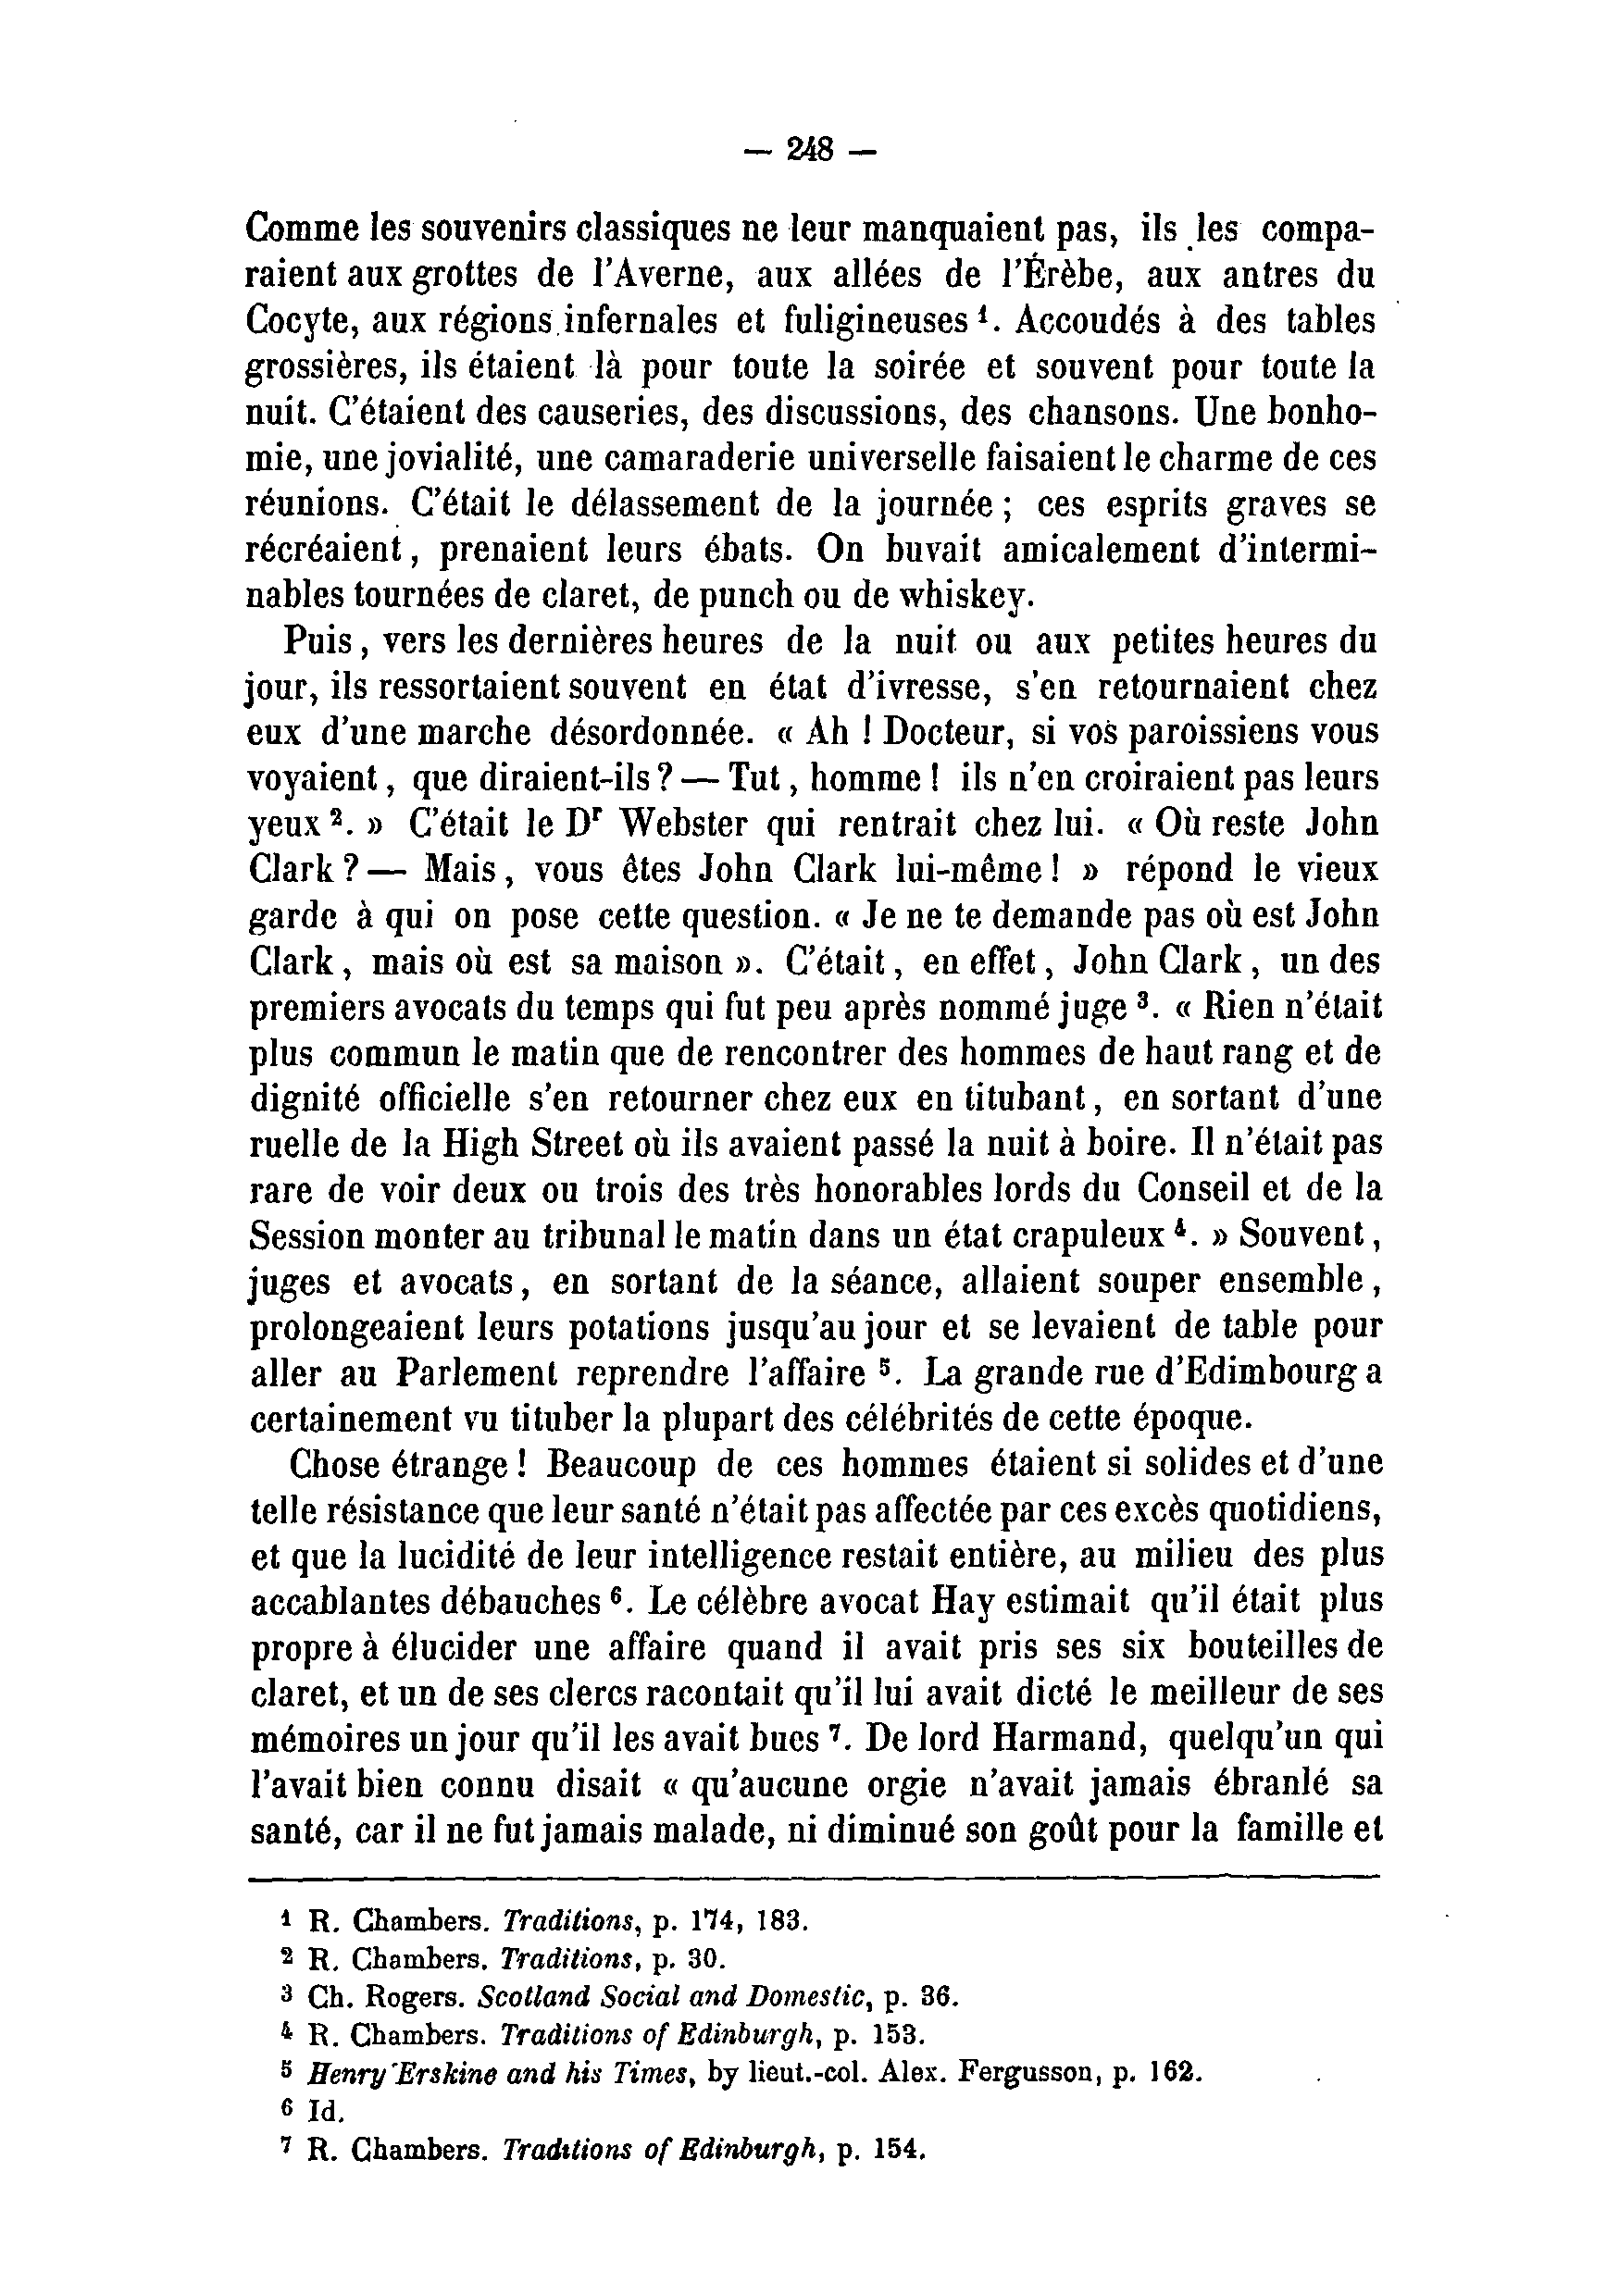 — 248 —
Comme les souvenirs classiques ne leur manquaient pas, ils les compa-
raient aux grottes de l'Averne, aux allées de l'Érèbe, aux antres du
Cocyte, aux régions infernales et fuligineuses ¹. Accoudés à des tables
grossières, ils étaient là pour toute la soirée et souvent pour toute la
nuit. C'étaient des causeries, des discussions, des chansons. Une bonho-
mie, une jovialité, une camaraderie universelle faisaient le charme de ces
réunions. C'était le délassement de la journée ; ces esprits graves se
récréaient, prenaient leurs ébats. On buvait amicalement d'intermi-
nables tournées de claret, de punch ou de whiskey.
Puis, vers les dernières heures de la nuit ou aux petites heures du
jour, ils ressortaient souvent en état d'ivresse, s'en retournaient chez
eux d'une marche désordonnée. « Ah ! Docteur, si vos paroissiens vous
voyaient, que diraient-ils ? — Tut, homme ! ils n'en croiraient pas leurs
yeux ². » C'était le Dʳ Webster qui rentrait chez lui. « Où reste John
Clark ? — Mais, vous êtes John Clark lui-même ! » répond le vieux
garde à qui on pose cette question. « Je ne te demande pas où est John
Clark, mais où est sa maison ». C'était, en effet, John Clark, un des
premiers avocats du temps qui fut peu après nommé juge ³. « Rien n'était
plus commun le matin que de rencontrer des hommes de haut rang et de
dignité officielle s'en retourner chez eux en titubant, en sortant d'une
ruelle de la High Street où ils avaient passé la nuit à boire. Il n'était pas
rare de voir deux ou trois des très honorables lords du Conseil et de la
Session monter au tribunal le matin dans un état crapuleux ⁴. » Souvent,
juges et avocats, en sortant de la séance, allaient souper ensemble,
prolongeaient leurs potations jusqu'au jour et se levaient de table pour
aller au Parlement reprendre l'affaire ⁵. La grande rue d'Edimbourg a
certainement vu tituber la plupart des célébrités de cette époque.
Chose étrange ! Beaucoup de ces hommes étaient si solides et d'une
telle résistance que leur santé n'était pas affectée par ces excès quotidiens,
et que la lucidité de leur intelligence restait entière, au milieu des plus
accablantes débauches ⁶. Le célèbre avocat Hay estimait qu'il était plus
propre à élucider une affaire quand il avait pris ses six bouteilles de
claret, et un de ses clercs racontait qu'il lui avait dicté le meilleur de ses
mémoires un jour qu'il les avait bues ⁷. De lord Harmand, quelqu'un qui
l'avait bien connu disait « qu'aucune orgie n'avait jamais ébranlé sa
santé, car il ne fut jamais malade, ni diminué son goût pour la famille et
¹ R. Chambers. Traditions, p. 174, 183.
² R. Chambers. Traditions, p. 30.
³ Ch. Rogers. Scotland Social and Domestic, p. 36.
⁴ R. Chambers. Traditions of Edinburgh, p. 153.
⁵ Henry Erskine and his Times, by lieut.-col. Alex. Fergusson, p. 162.
⁶ Id.
⁷ R. Chambers. Traditions of Edinburgh, p. 154.